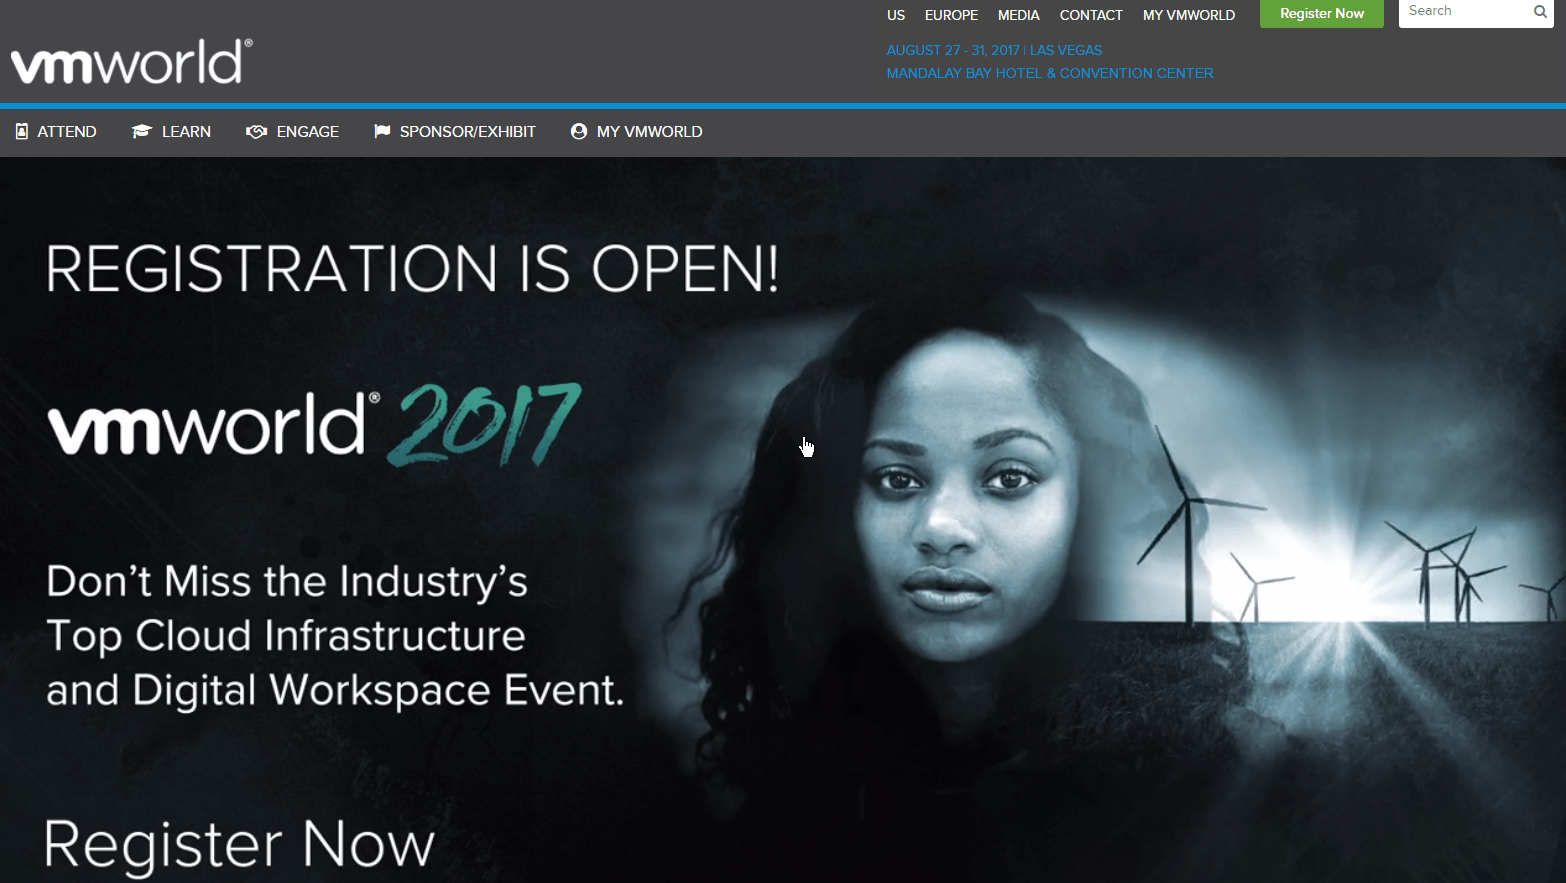 US EUROPE MEDIA CONTACT MY VMWORLD Register Now Search
vmworld®
AUGUST 27 - 31, 2017 | LAS VEGAS
MANDALAY BAY HOTEL & CONVENTION CENTER
ATTEND LEARN ENGAGE SPONSOR/EXHIBIT MY VMWORLD
REGISTRATION IS OPEN!
vmworld® 2017
Don't Miss the Industry's
Top Cloud Infrastructure
and Digital Workspace Event.
Register Now